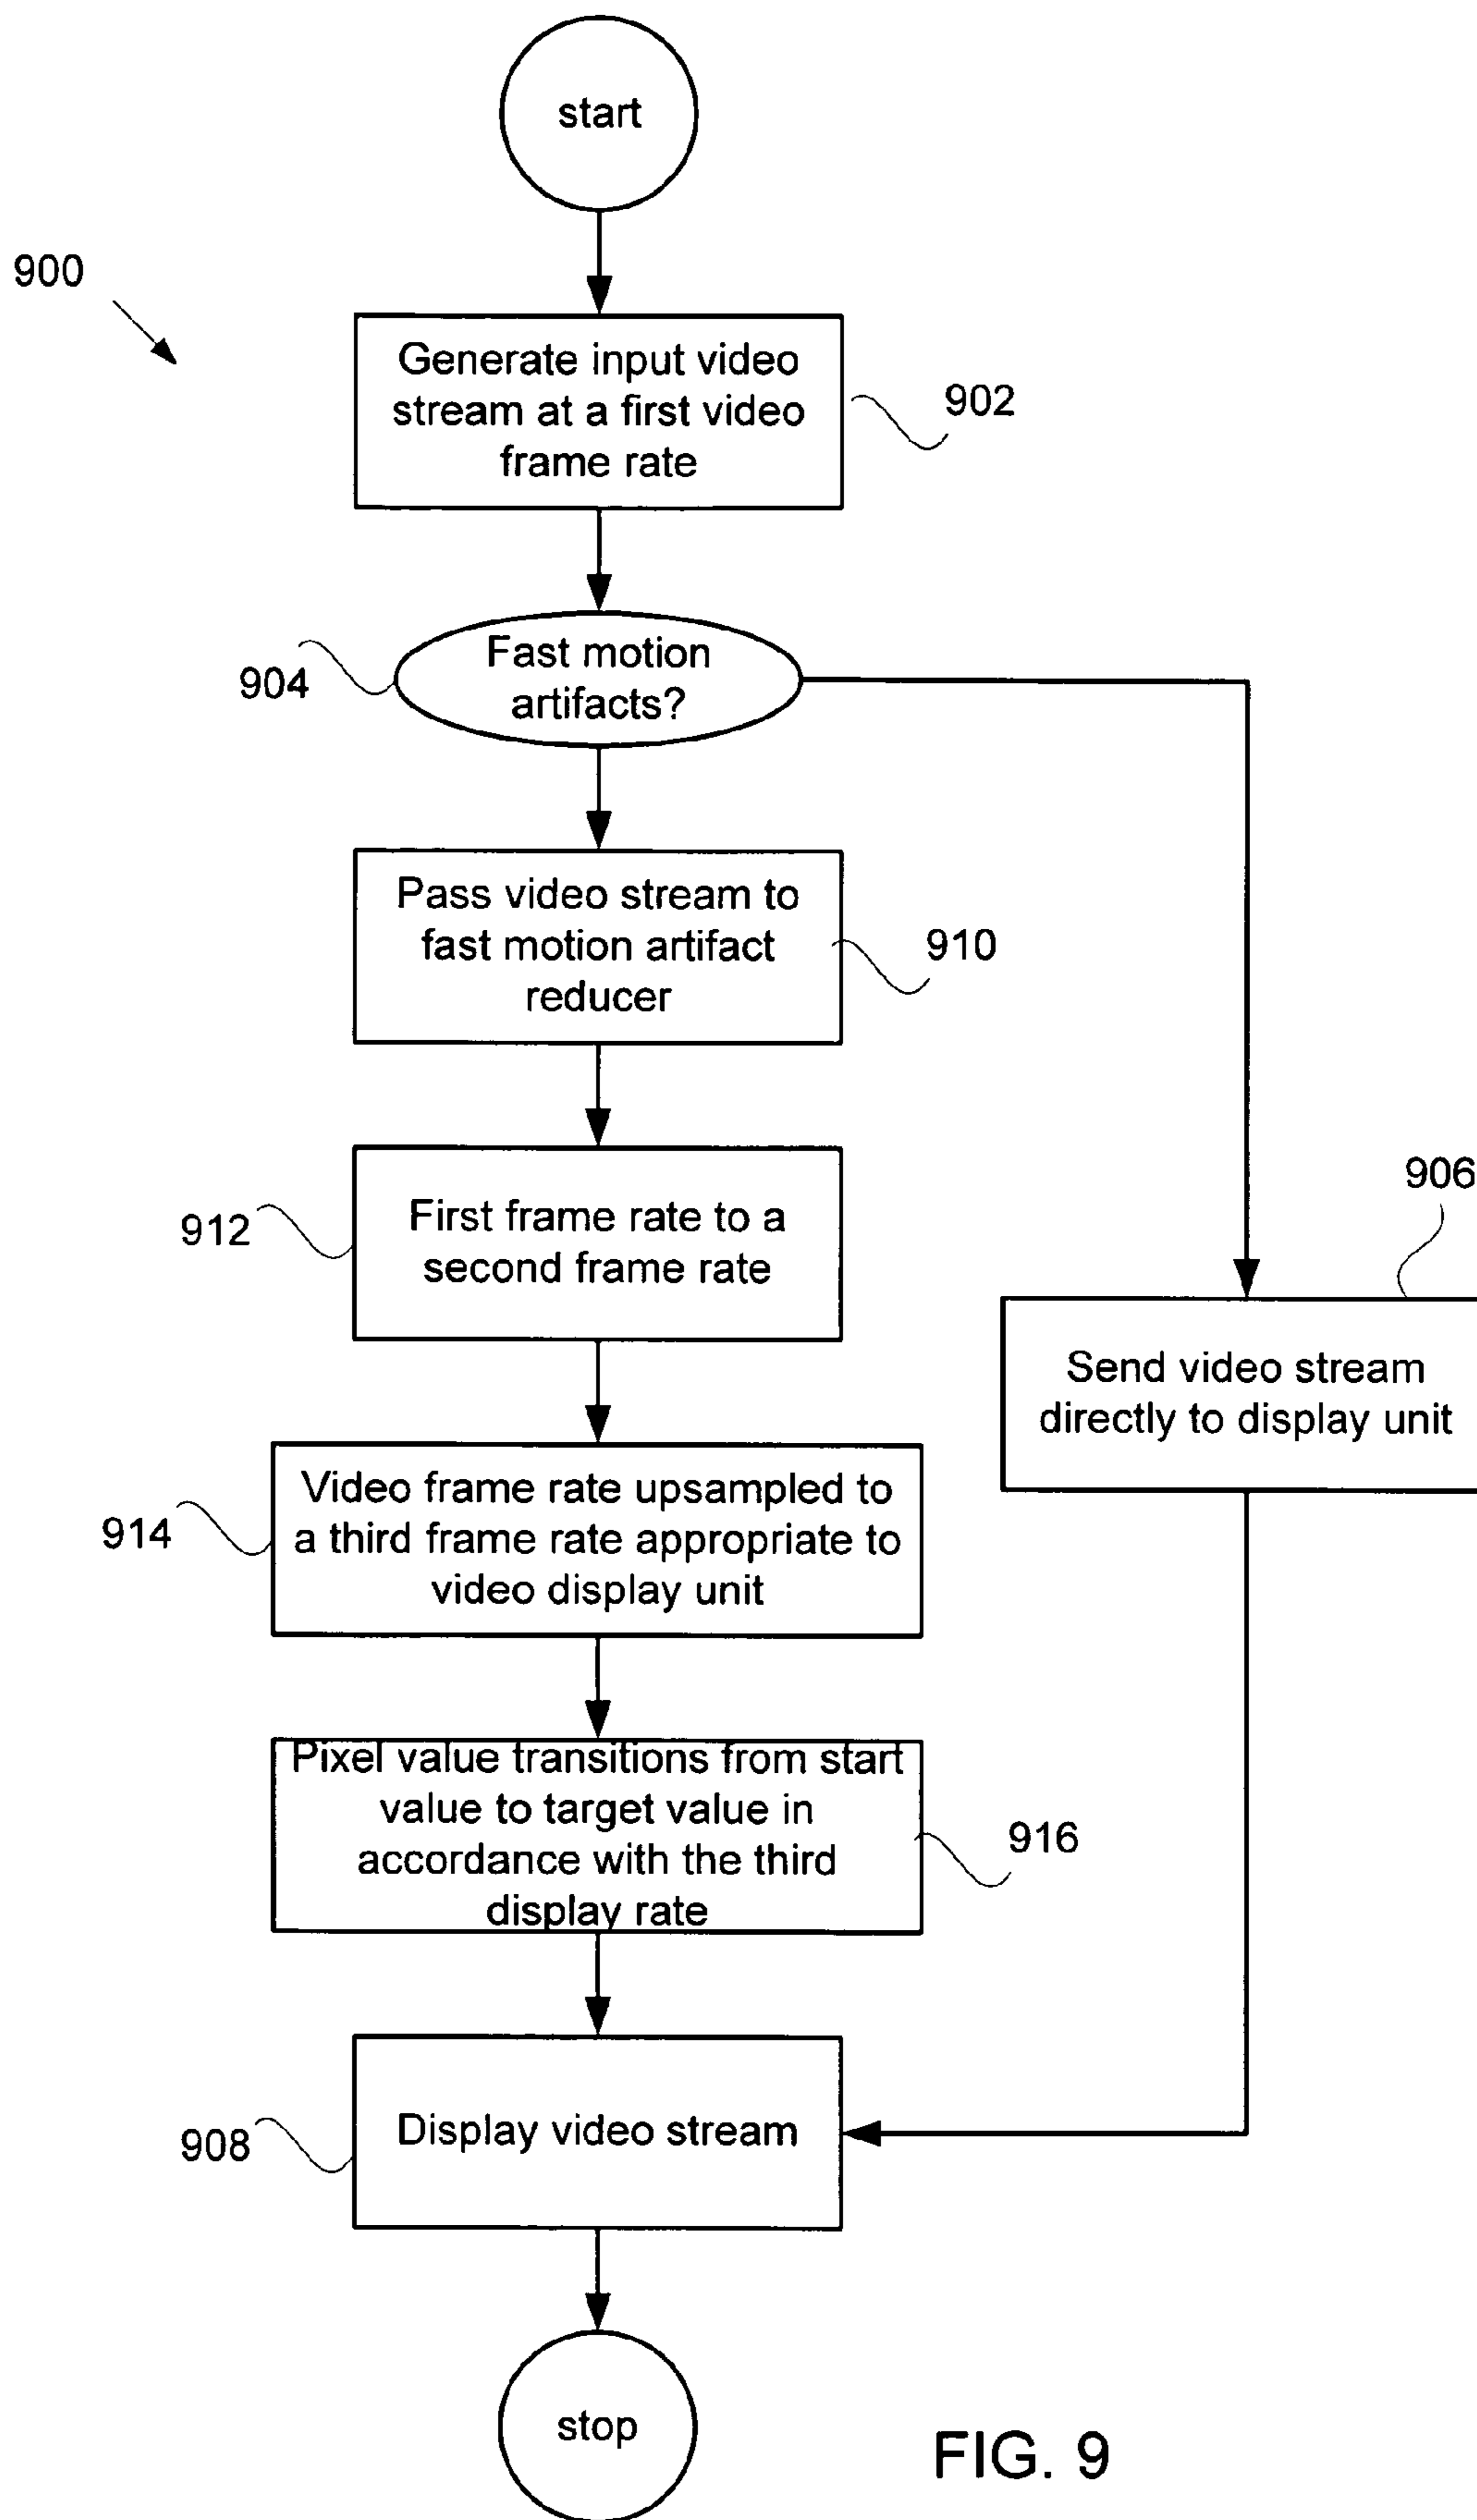 start
900
Generate input video
stream at a first video
frame rate
902
Fast motion
artifacts?
904
Pass video stream to
fast motion artifact
reducer
910
First frame rate to a
second frame rate
912
906
Send video stream
directly to display unit
Video frame rate upsampled to
a third frame rate appropriate to
video display unit
914
Pixel value transitions from start
value to target value in
accordance with the third
display rate
916
Display video stream
908
stop
FIG. 9